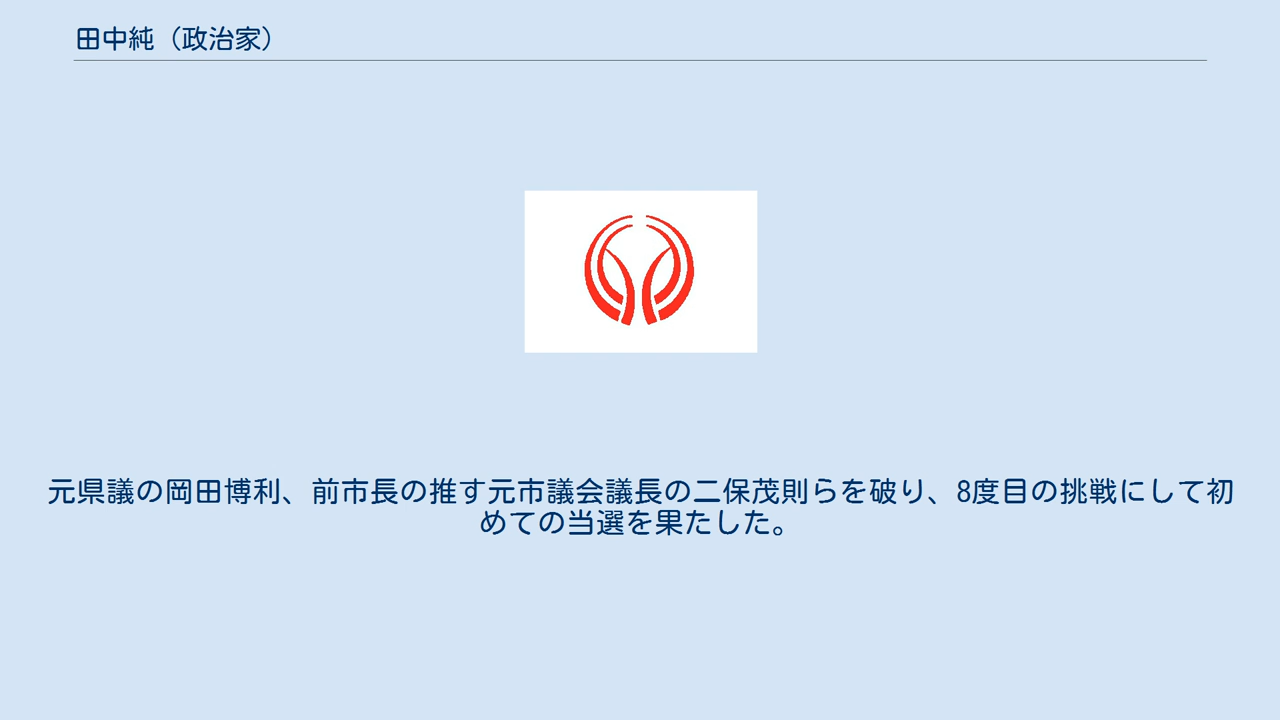 田中純（政治家）
元県議の岡田博利、前市長の推す元市議会議長の二保茂則らを破り、8度目の挑戦にして初
めての当選を果たした。